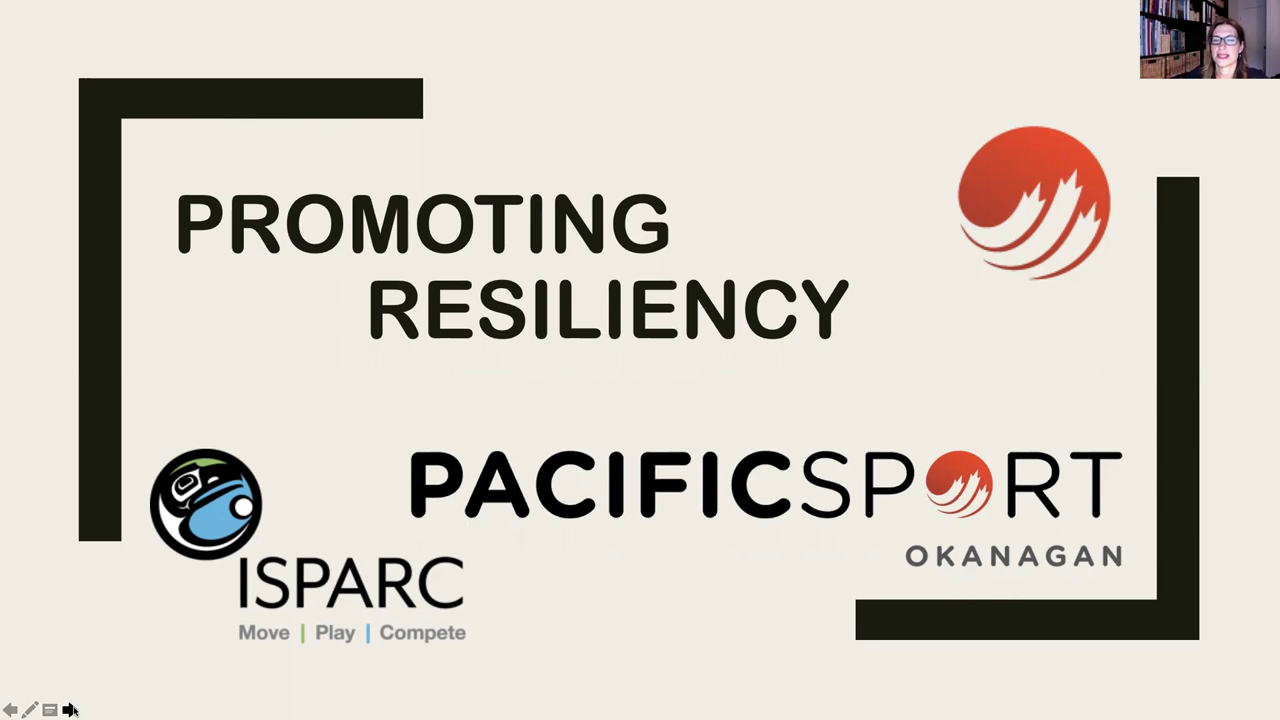 PROMOTING
RESILIENCY
PACIFICSPORT
OKANAGAN
ISPARC
Move | Play | Compete